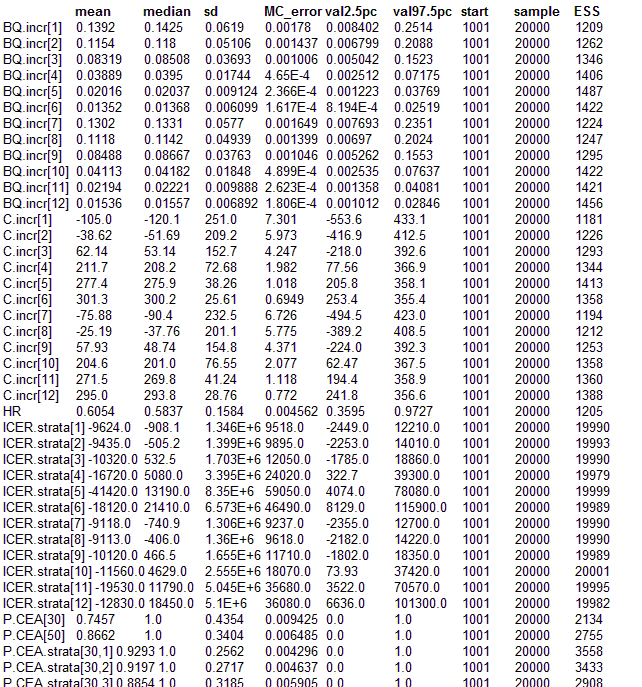 mean median sd MC_error val2.5pc val97.5pc start sample ESS
BQ.incr[1] 0.1392 0.1425 0.0619 0.00178 0.008402 0.2514 1001 20000 1209
BQ.incr[2] 0.1154 0.118 0.05106 0.001437 0.006799 0.2088 1001 20000 1262
BQ.incr[3] 0.08319 0.08508 0.03693 0.001006 0.005042 0.1523 1001 20000 1346
BQ.incr[4] 0.03889 0.0395 0.01744 4.65E-4 0.002512 0.07175 1001 20000 1406
BQ.incr[5] 0.02016 0.02037 0.009124 2.366E-4 0.001223 0.03769 1001 20000 1487
BQ.incr[6] 0.01352 0.01368 0.006099 1.617E-4 8.194E-4 0.02519 1001 20000 1422
BQ.incr[7] 0.1302 0.1331 0.0577 0.001649 0.007693 0.2351 1001 20000 1224
BQ.incr[8] 0.1118 0.1142 0.04939 0.001399 0.00697 0.2024 1001 20000 1247
BQ.incr[9] 0.08488 0.08667 0.03763 0.001046 0.005262 0.1553 1001 20000 1295
BQ.incr[10] 0.04113 0.04182 0.01848 4.899E-4 0.002535 0.07637 1001 20000 1422
BQ.incr[11] 0.02194 0.02221 0.009888 2.623E-4 0.001358 0.04081 1001 20000 1421
BQ.incr[12] 0.01536 0.01557 0.006892 1.806E-4 0.001012 0.02846 1001 20000 1456
C.incr[1] -105.0 -120.1 251.0 7.301 -553.6 433.1 1001 20000 1181
C.incr[2] -38.62 -51.69 209.2 5.973 -416.9 412.5 1001 20000 1226
C.incr[3] 62.14 53.14 152.7 4.247 -218.0 392.6 1001 20000 1293
C.incr[4] 211.7 208.2 72.68 1.982 77.56 366.9 1001 20000 1344
C.incr[5] 277.4 275.9 38.26 1.018 205.8 358.1 1001 20000 1413
C.incr[6] 301.3 300.2 25.61 0.6949 253.4 355.4 1001 20000 1358
C.incr[7] -75.88 -90.4 232.5 6.726 -494.5 423.0 1001 20000 1194
C.incr[8] -25.19 -37.76 201.1 5.775 -389.2 408.5 1001 20000 1212
C.incr[9] 57.93 48.74 154.8 4.371 -224.0 392.3 1001 20000 1253
C.incr[10] 204.6 201.0 76.55 2.077 62.47 367.5 1001 20000 1358
C.incr[11] 271.5 269.8 41.24 1.118 194.4 358.9 1001 20000 1360
C.incr[12] 295.0 293.8 28.76 0.772 241.8 356.6 1001 20000 1388
HR 0.6054 0.5837 0.1584 0.004562 0.3595 0.9727 1001 20000 1205
ICER.strata[1] -9624.0 -908.1 1.346E+6 9518.0 -2449.0 12210.0 1001 20000 19990
ICER.strata[2] -9435.0 -505.2 1.399E+6 9895.0 -2253.0 14010.0 1001 20000 19993
ICER.strata[3] -10320.0 532.5 1.703E+6 12050.0 -1785.0 18860.0 1001 20000 19990
ICER.strata[4] -16720.0 5080.0 3.395E+6 24020.0 322.7 39300.0 1001 20000 19979
ICER.strata[5] -41420.0 13190.0 8.35E+6 59050.0 4074.0 78080.0 1001 20000 19999
ICER.strata[6] -18120.0 21410.0 6.573E+6 46490.0 8129.0 115900.0 1001 20000 19989
ICER.strata[7] -9118.0 -740.9 1.306E+6 9237.0 -2355.0 12700.0 1001 20000 19990
ICER.strata[8] -9113.0 -406.0 1.36E+6 9618.0 -2182.0 14220.0 1001 20000 19990
ICER.strata[9] -10120.0 466.5 1.655E+6 11710.0 -1802.0 18350.0 1001 20000 19989
ICER.strata[10] -11560.0 4629.0 2.555E+6 18070.0 73.93 37420.0 1001 20000 20001
ICER.strata[11] -19530.0 11790.0 5.045E+6 35680.0 3522.0 70570.0 1001 20000 19995
ICER.strata[12] -12830.0 18450.0 5.1E+6 36080.0 6636.0 101300.0 1001 20000 19982
P.CEA[30] 0.7457 1.0 0.4354 0.009425 0.0 1.0 1001 20000 2134
P.CEA[50] 0.8662 1.0 0.3404 0.006485 0.0 1.0 1001 20000 2755
P.CEA.strata[30,1] 0.9293 1.0 0.2562 0.004296 0.0 1.0 1001 20000 3558
P.CEA.strata[30,2] 0.9197 1.0 0.2717 0.004637 0.0 1.0 1001 20000 3433
P.CEA.strata[30,3] 0.8854 1.0 0.3185 0.005905 0.0 1.0 1001 20000 2908